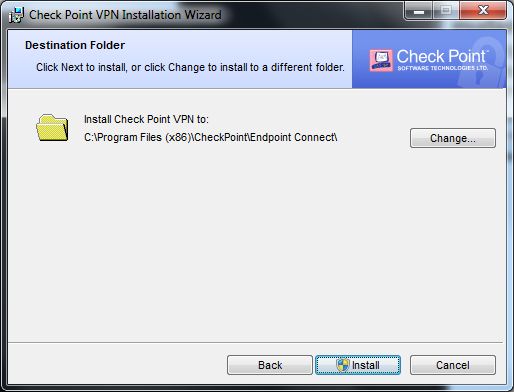 Check Point VPN Installation Wizard
Destination Folder
Click Next to install, or click Change to install to a different folder.
Check Point
SOFTWARE TECHNOLOGIES LTD.
Install Check Point VPN to:
C:\Program Files (x86)\CheckPoint\Endpoint Connect\
Change...
Back
Install
Cancel